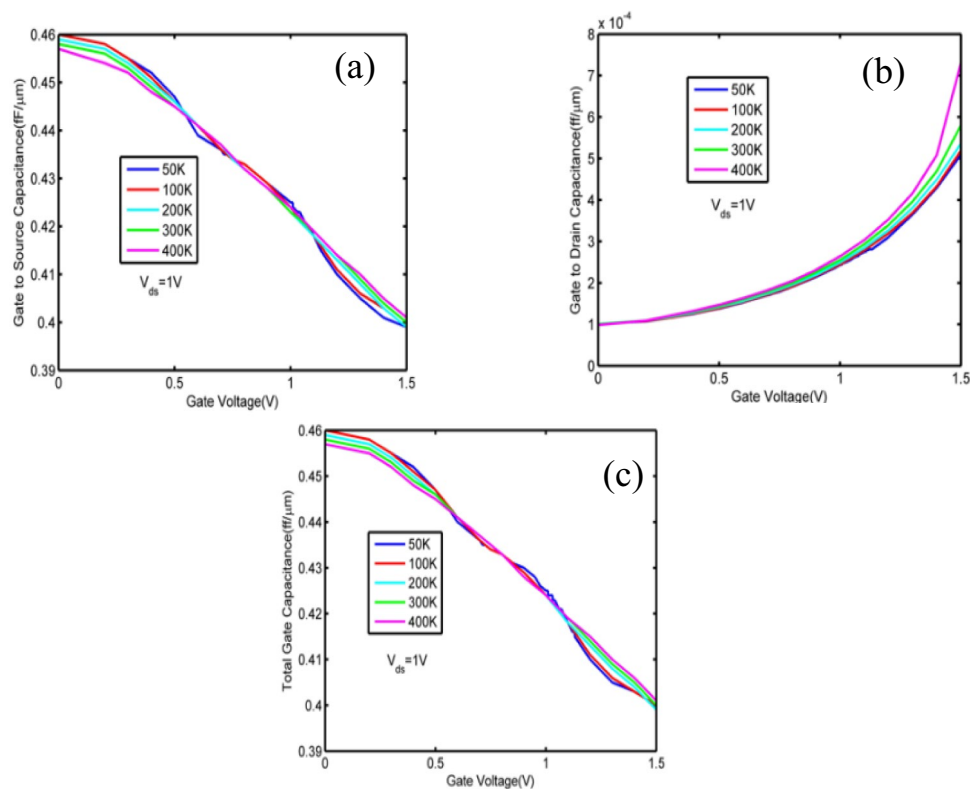 (a)
0.46
0.45
0.44
0.43
0.42
0.41
0.4
0.39
0
0.5
1
1.5
Gate to Source Capacitance(fF/μm)
Gate Voltage(V)
50K
100K
200K
300K
400K
Vds=1V
(b)
8 x 10-4
7
6
5
4
3
2
1
0
0
0.5
1
1.5
Gate to Drain Capacitance(ff/μm)
Gate Voltage(V)
50K
100K
200K
300K
400K
Vds=1V
(c)
0.46
0.45
0.44
0.43
0.42
0.41
0.4
0.39
0
0.5
1
1.5
Total Gate Capacitance(ff/μm)
Gate Voltage(V)
50K
100K
200K
300K
400K
Vds=1V